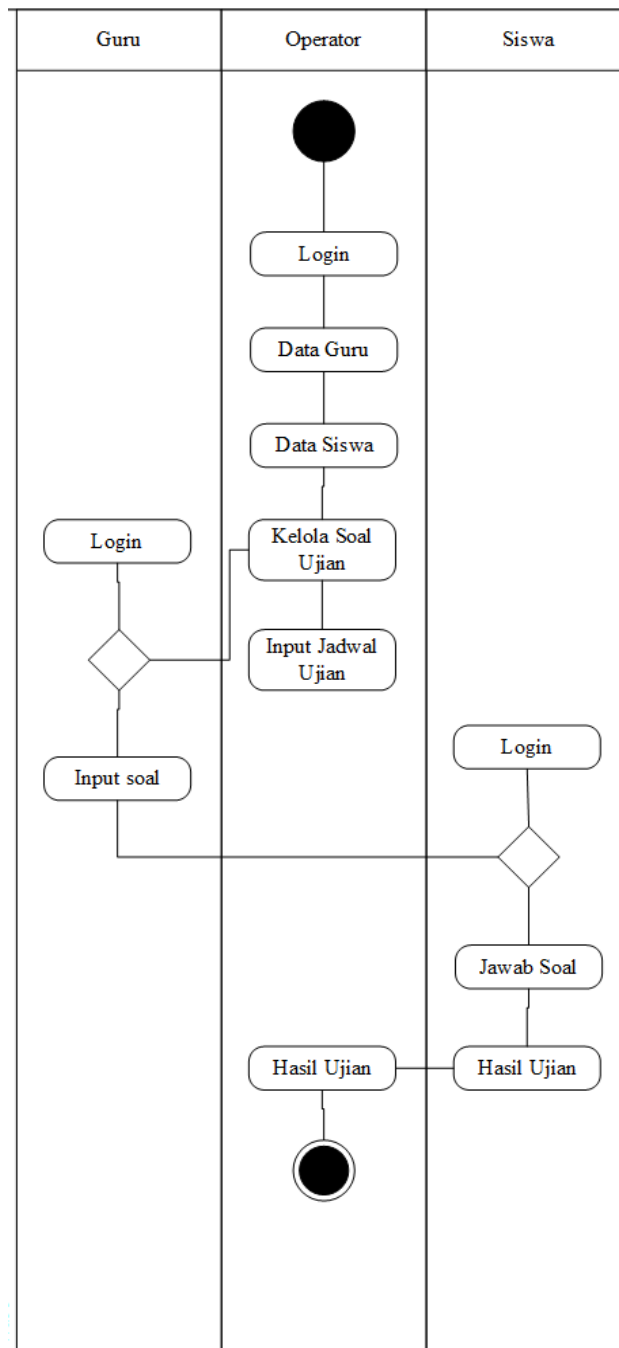 Guru
Operator
Siswa
Login
Data Guru
Data Siswa
Login
Kelola Soal
Ujian
Input Jadwal
Ujian
Login
Input soal
Jawab Soal
Hasil Ujian
Hasil Ujian